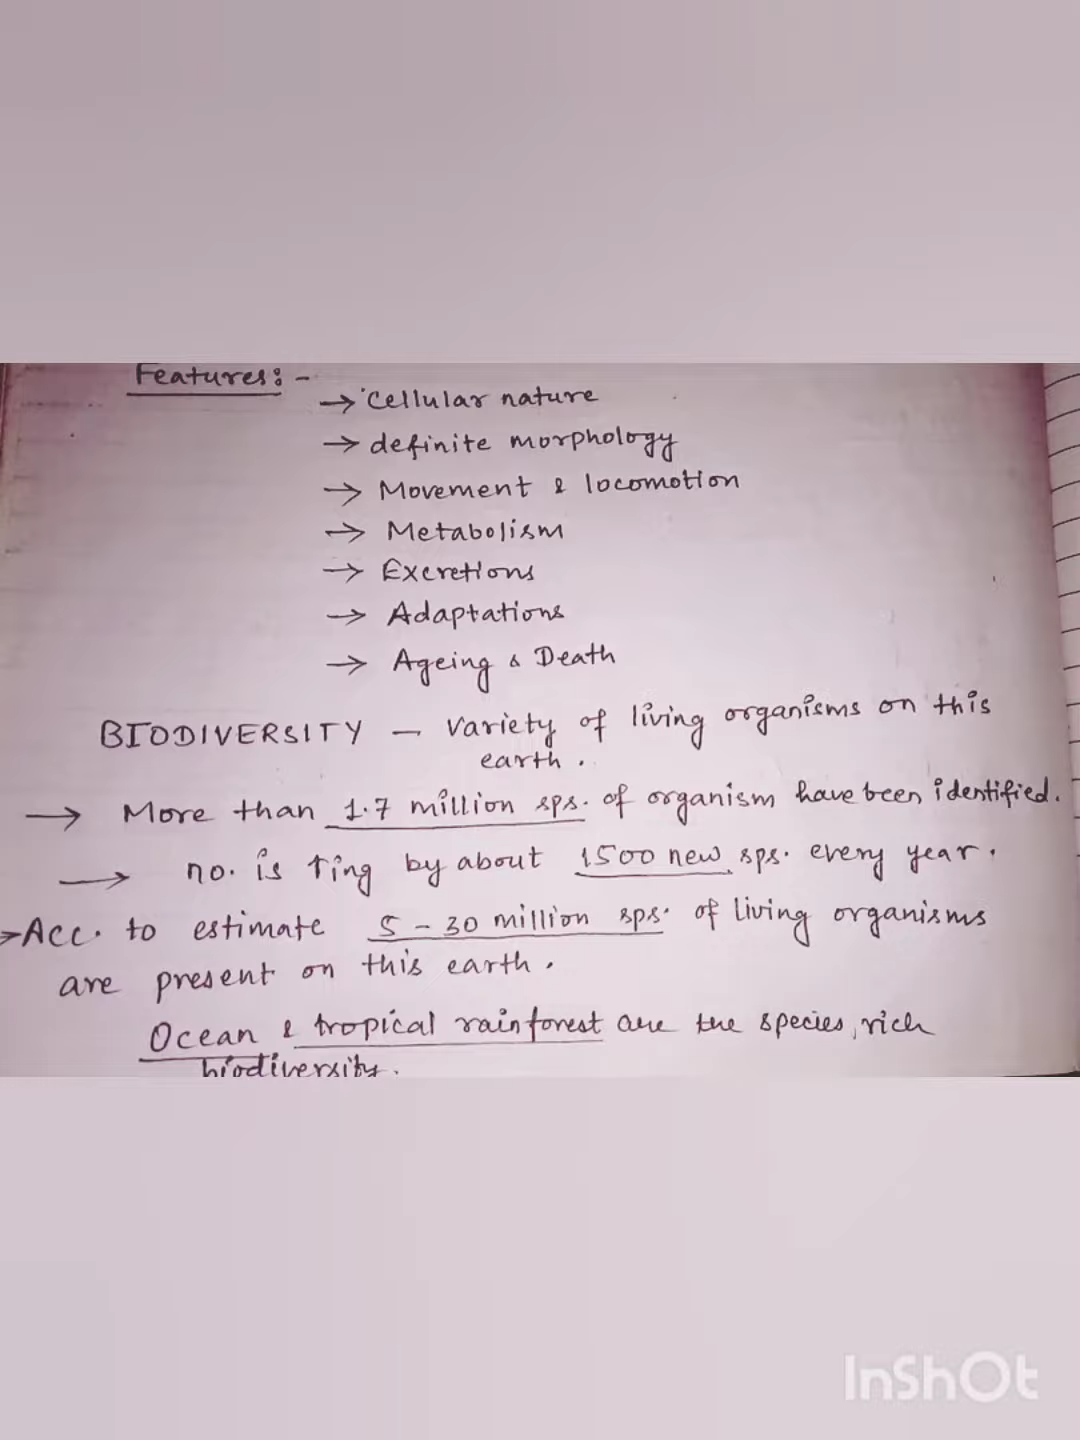 Features: -
→ Cellular nature
→ definite morphology
→ Movement & locomotion
→ Metabolism
→ Excretions
→ Adaptations
→ Ageing & Death
BIODIVERSITY - Variety of living organisms on this
earth.
→ More than 1.7 million sps. of organism have been identified.
→ no. is ↑ing by about 1500 new sps. every year.
→ Acc. to estimate 5 - 30 million sps. of living organisms
are present on this earth.
Ocean & tropical rainforest are the species, rich
biodiversity.
InShOt